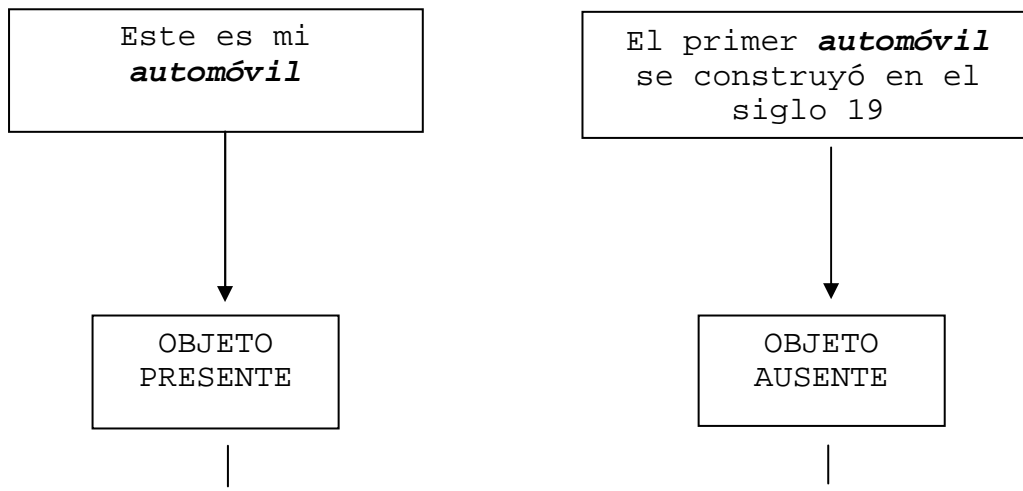 Este es mi
automóvil
El primer automóvil
se construyó en el
siglo 19
OBJETO
PRESENTE
OBJETO
AUSENTE